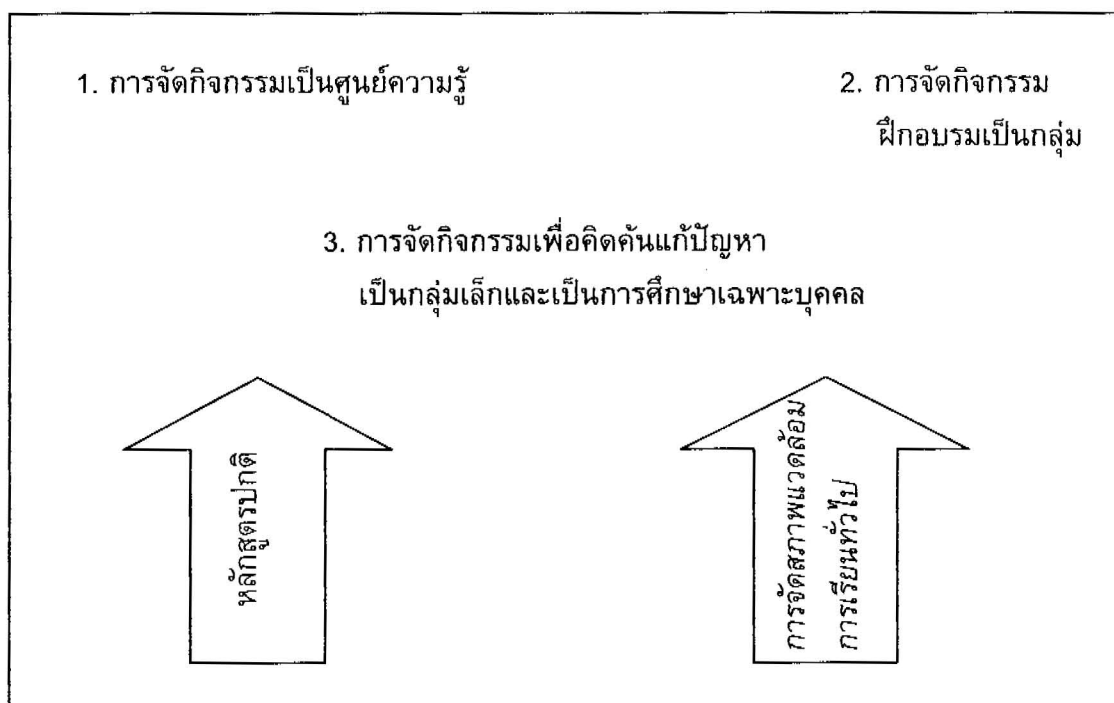 1. การจัดกิจกรรมเป็นศูนย์ความรู้
2. การจัดกิจกรรม
ฝึกอบรมเป็นกลุ่ม
3. การจัดกิจกรรมเพื่อคิดค้นแก้ปัญหา
เป็นกลุ่มเล็กและเป็นการศึกษาเฉพาะบุคคล
หลักสูตรปกติ
การจัดสภาพแวดล้อม
การเรียนทั่วไป